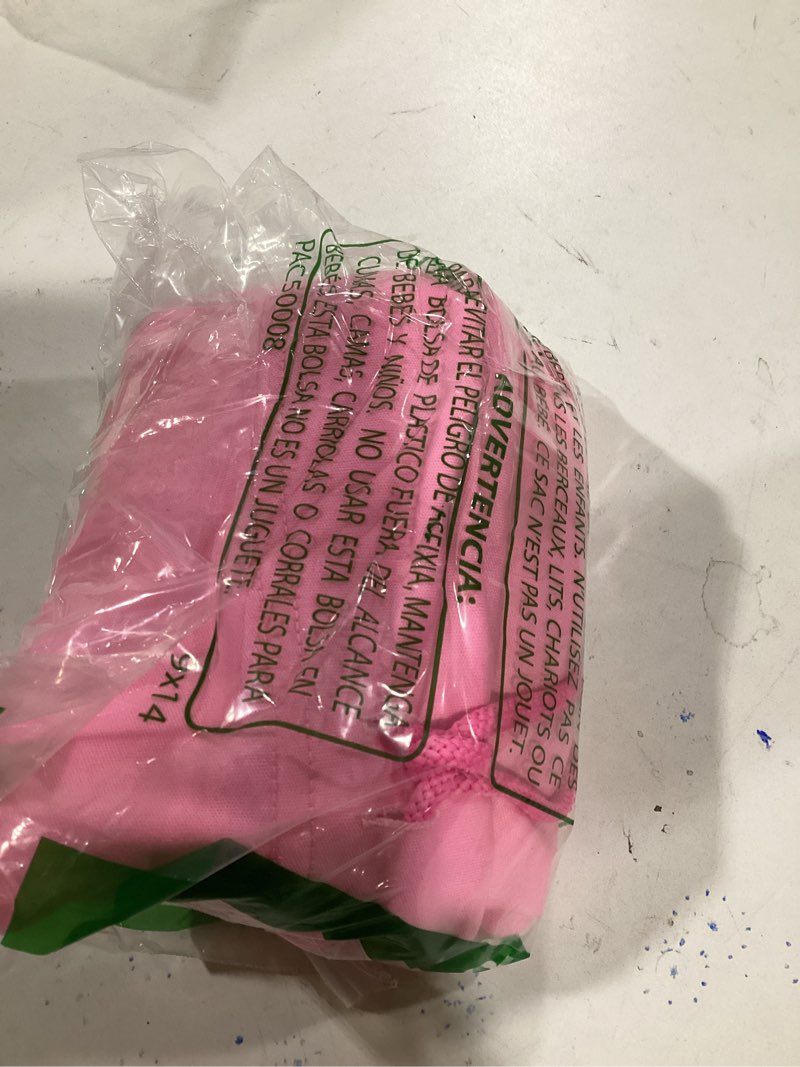 LES ENFANTS. N'UTILISEZ PAS CE
LES BERCEAUX, LITS, CHARIOTS OU
CE SAC N'EST PAS UN JOUET.
ADVERTENCIA:
EVITAR EL PELIGRO DE MANTENGA
BOLSA DE PLASTICO FUERA DEL ALCANCE
DE BEBES Y NIÑOS. NO USAR ESTA BOLSA EN
CUNAS, CAMAS, CARRIOLAS O CORRALES PARA
BEBES. ESTA BOLSA NO ES UN JUGUETE.
PAC50008
9x14